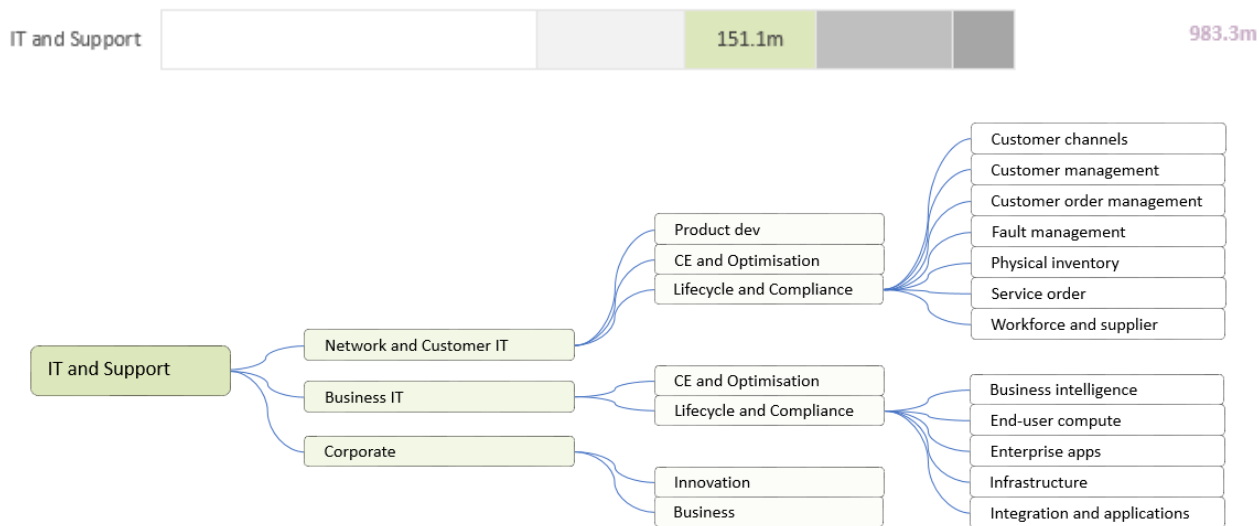 IT and Support
151.1m
983.3m
IT and Support
Network and Customer IT
Business IT
Corporate
Product dev
CE and Optimisation
Lifecycle and Compliance
CE and Optimisation
Lifecycle and Compliance
Innovation
Business
Customer channels
Customer management
Customer order management
Fault management
Physical inventory
Service order
Workforce and supplier
Business intelligence
End-user compute
Enterprise apps
Infrastructure
Integration and applications